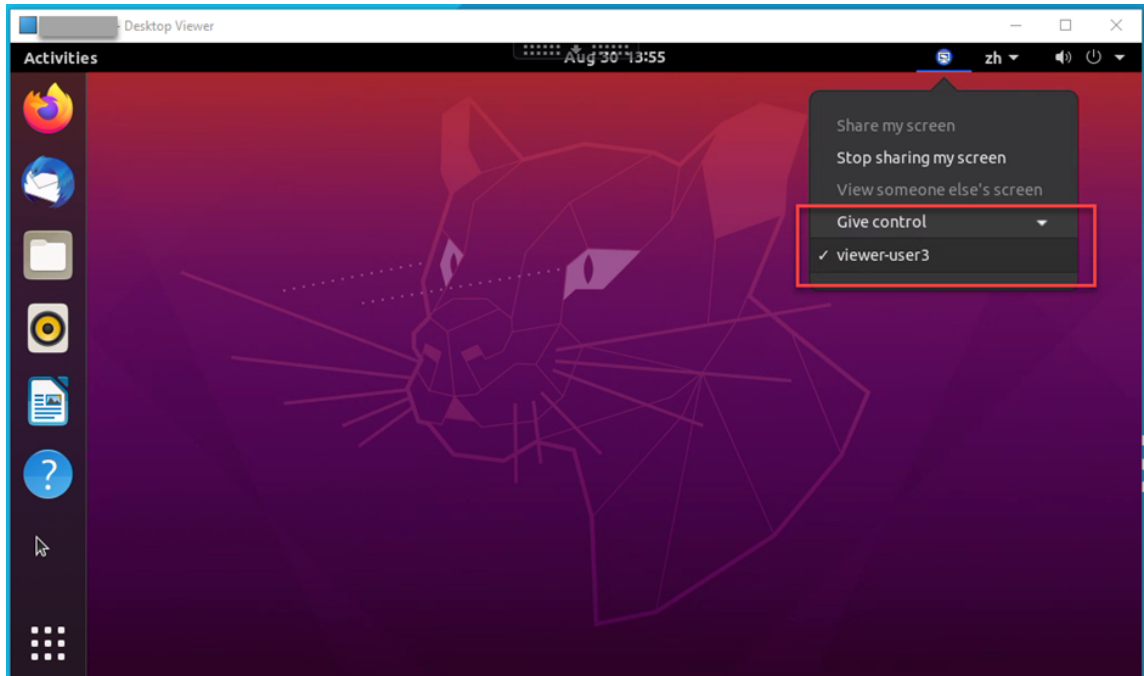 - Desktop Viewer
Activities Aug 30 13:55 zh
Share my screen
Stop sharing my screen
View someone else's screen
Give control
✓ viewer-user3
?